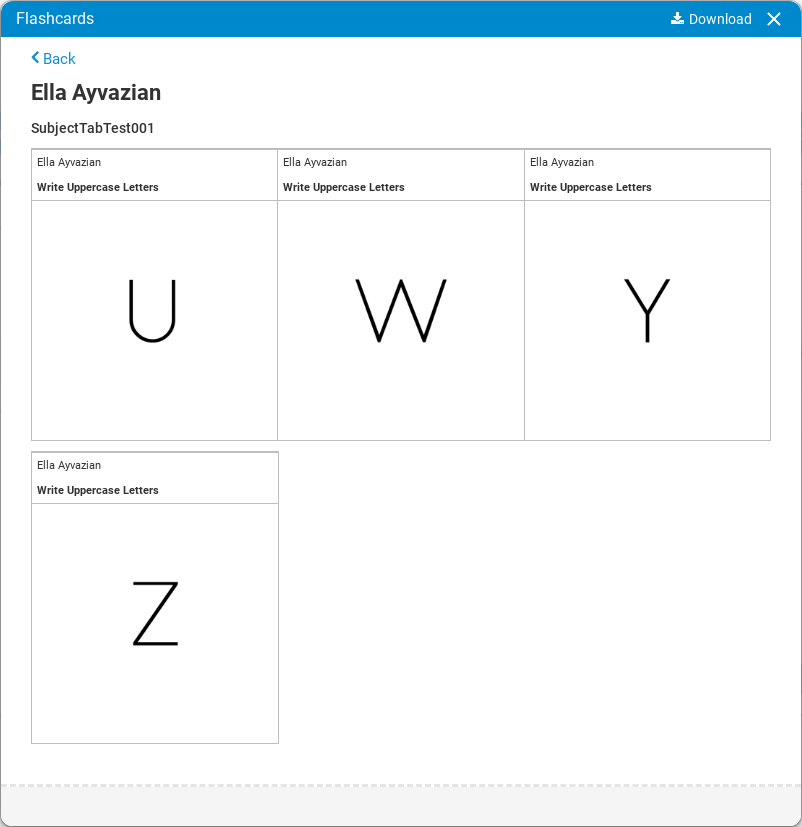 Flashcards
Download
Back
Ella Ayvazian
SubjectTabTest001
Ella Ayvazian
Write Uppercase Letters
U
Ella Ayvazian
Write Uppercase Letters
W
Ella Ayvazian
Write Uppercase Letters
Y
Ella Ayvazian
Write Uppercase Letters
Z